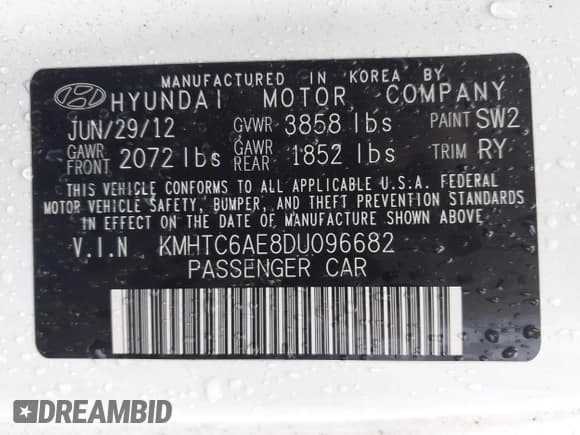 MANUFACTURED IN KOREA BY
HYUNDAI MOTOR COMPANY
JUN/29/12 GVWR 3858 lbs PAINT SW2
GAWR FRONT 2072 lbs GAWR REAR 1852 lbs TRIM RY
THIS VEHICLE CONFORMS TO ALL APPLICABLE U.S.A. FEDERAL
MOTOR VEHICLE SAFETY, BUMPER, AND THEFT PREVENTION STANDARDS
IN EFFECT ON THE DATE OF MANUFACTURE SHOWN ABOVE.
V.I.N KMHTC6AE8DU096682
PASSENGER CAR
DREAMBID